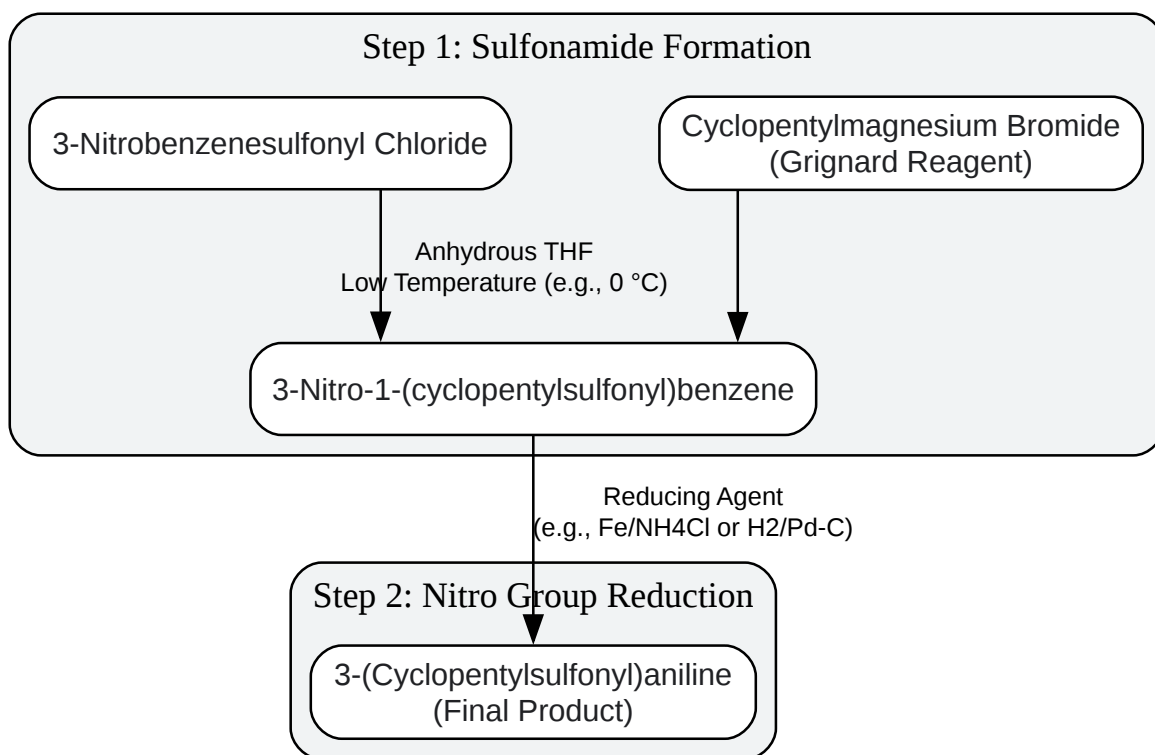 Step 1: Sulfonamide Formation
3-Nitrobenzenesulfonyl Chloride
Cyclopentylmagnesium Bromide
(Grignard Reagent)
Anhydrous THF
Low Temperature (e.g., 0 °C)
3-Nitro-1-(cyclopentylsulfonyl)benzene
Reducing Agent
(e.g., Fe/NH4Cl or H2/Pd-C)
Step 2: Nitro Group Reduction
3-(Cyclopentylsulfonyl)aniline
(Final Product)